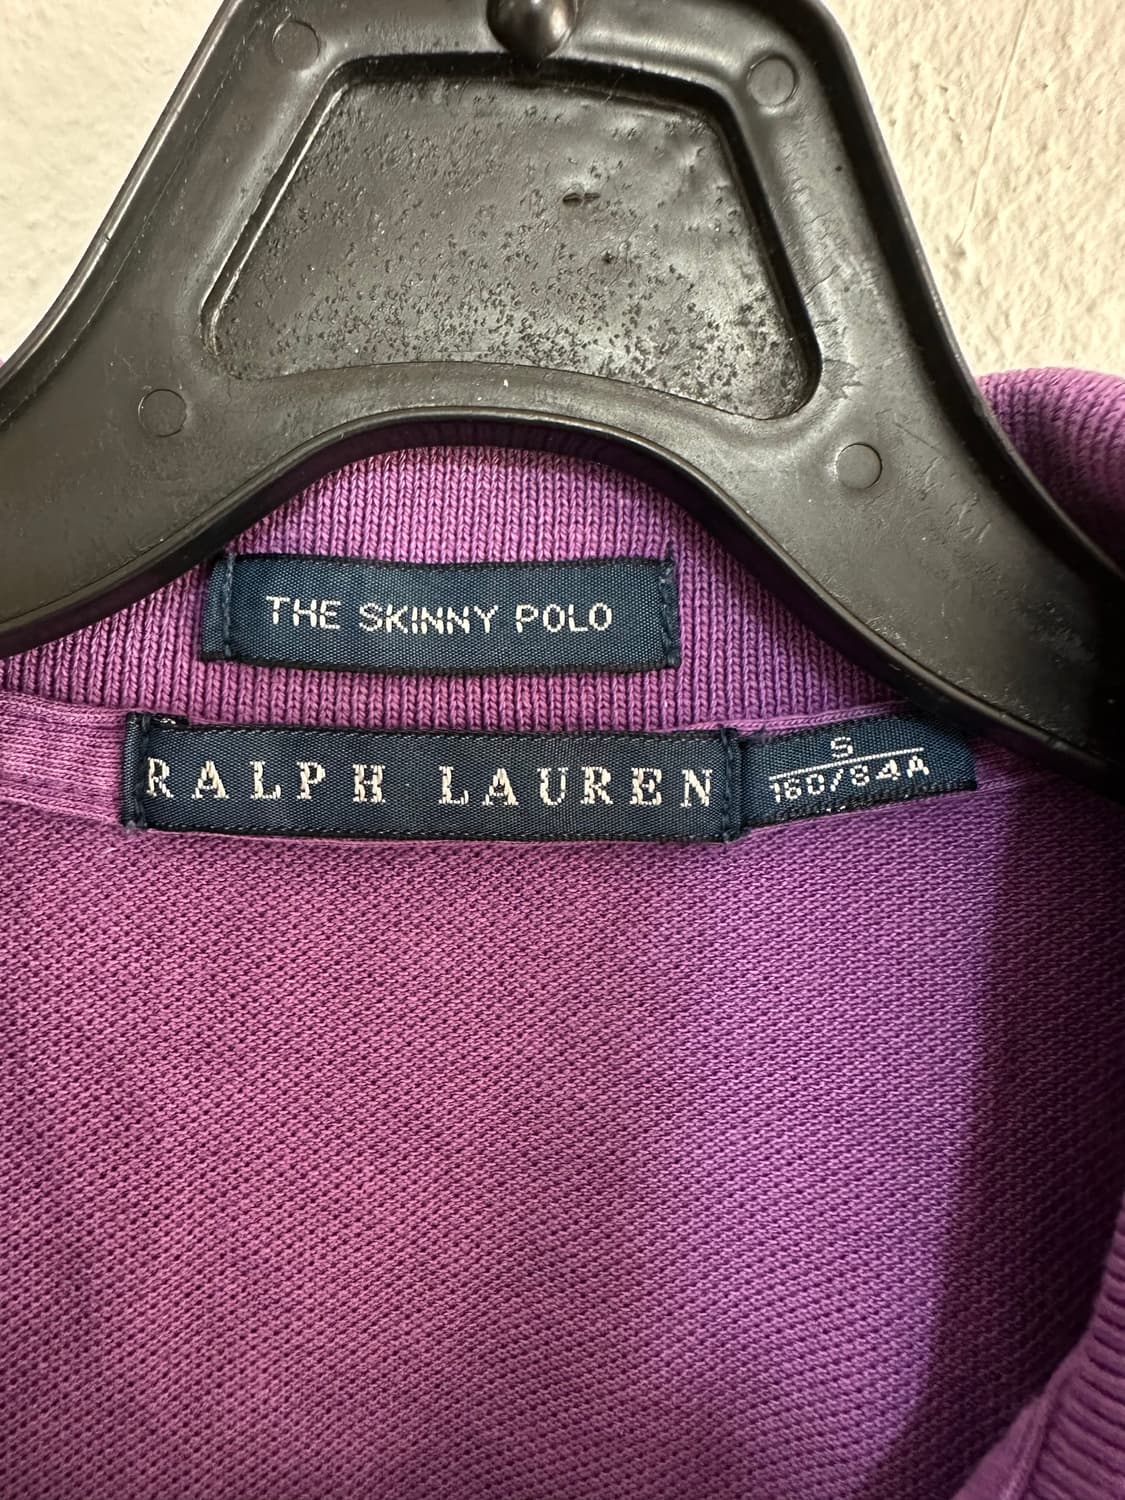 THE SKINNY POLO
RALPH LAUREN
S
160/84A